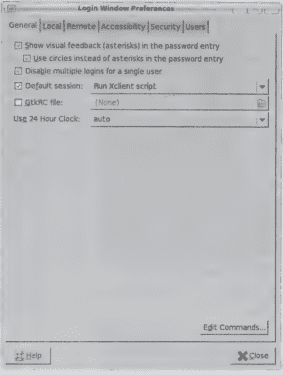 Login Window Preferences
General Local Remote Accessibility Security Users
Show visual feedback (asterisks) in the password entry
Use circles instead of asterisks in the password entry
Disable multiple logins for a single user
Default session: Run Xclient script
GtkRC file: (None)
Use 24 Hour Clock: auto
Edit Commands...
Help Close